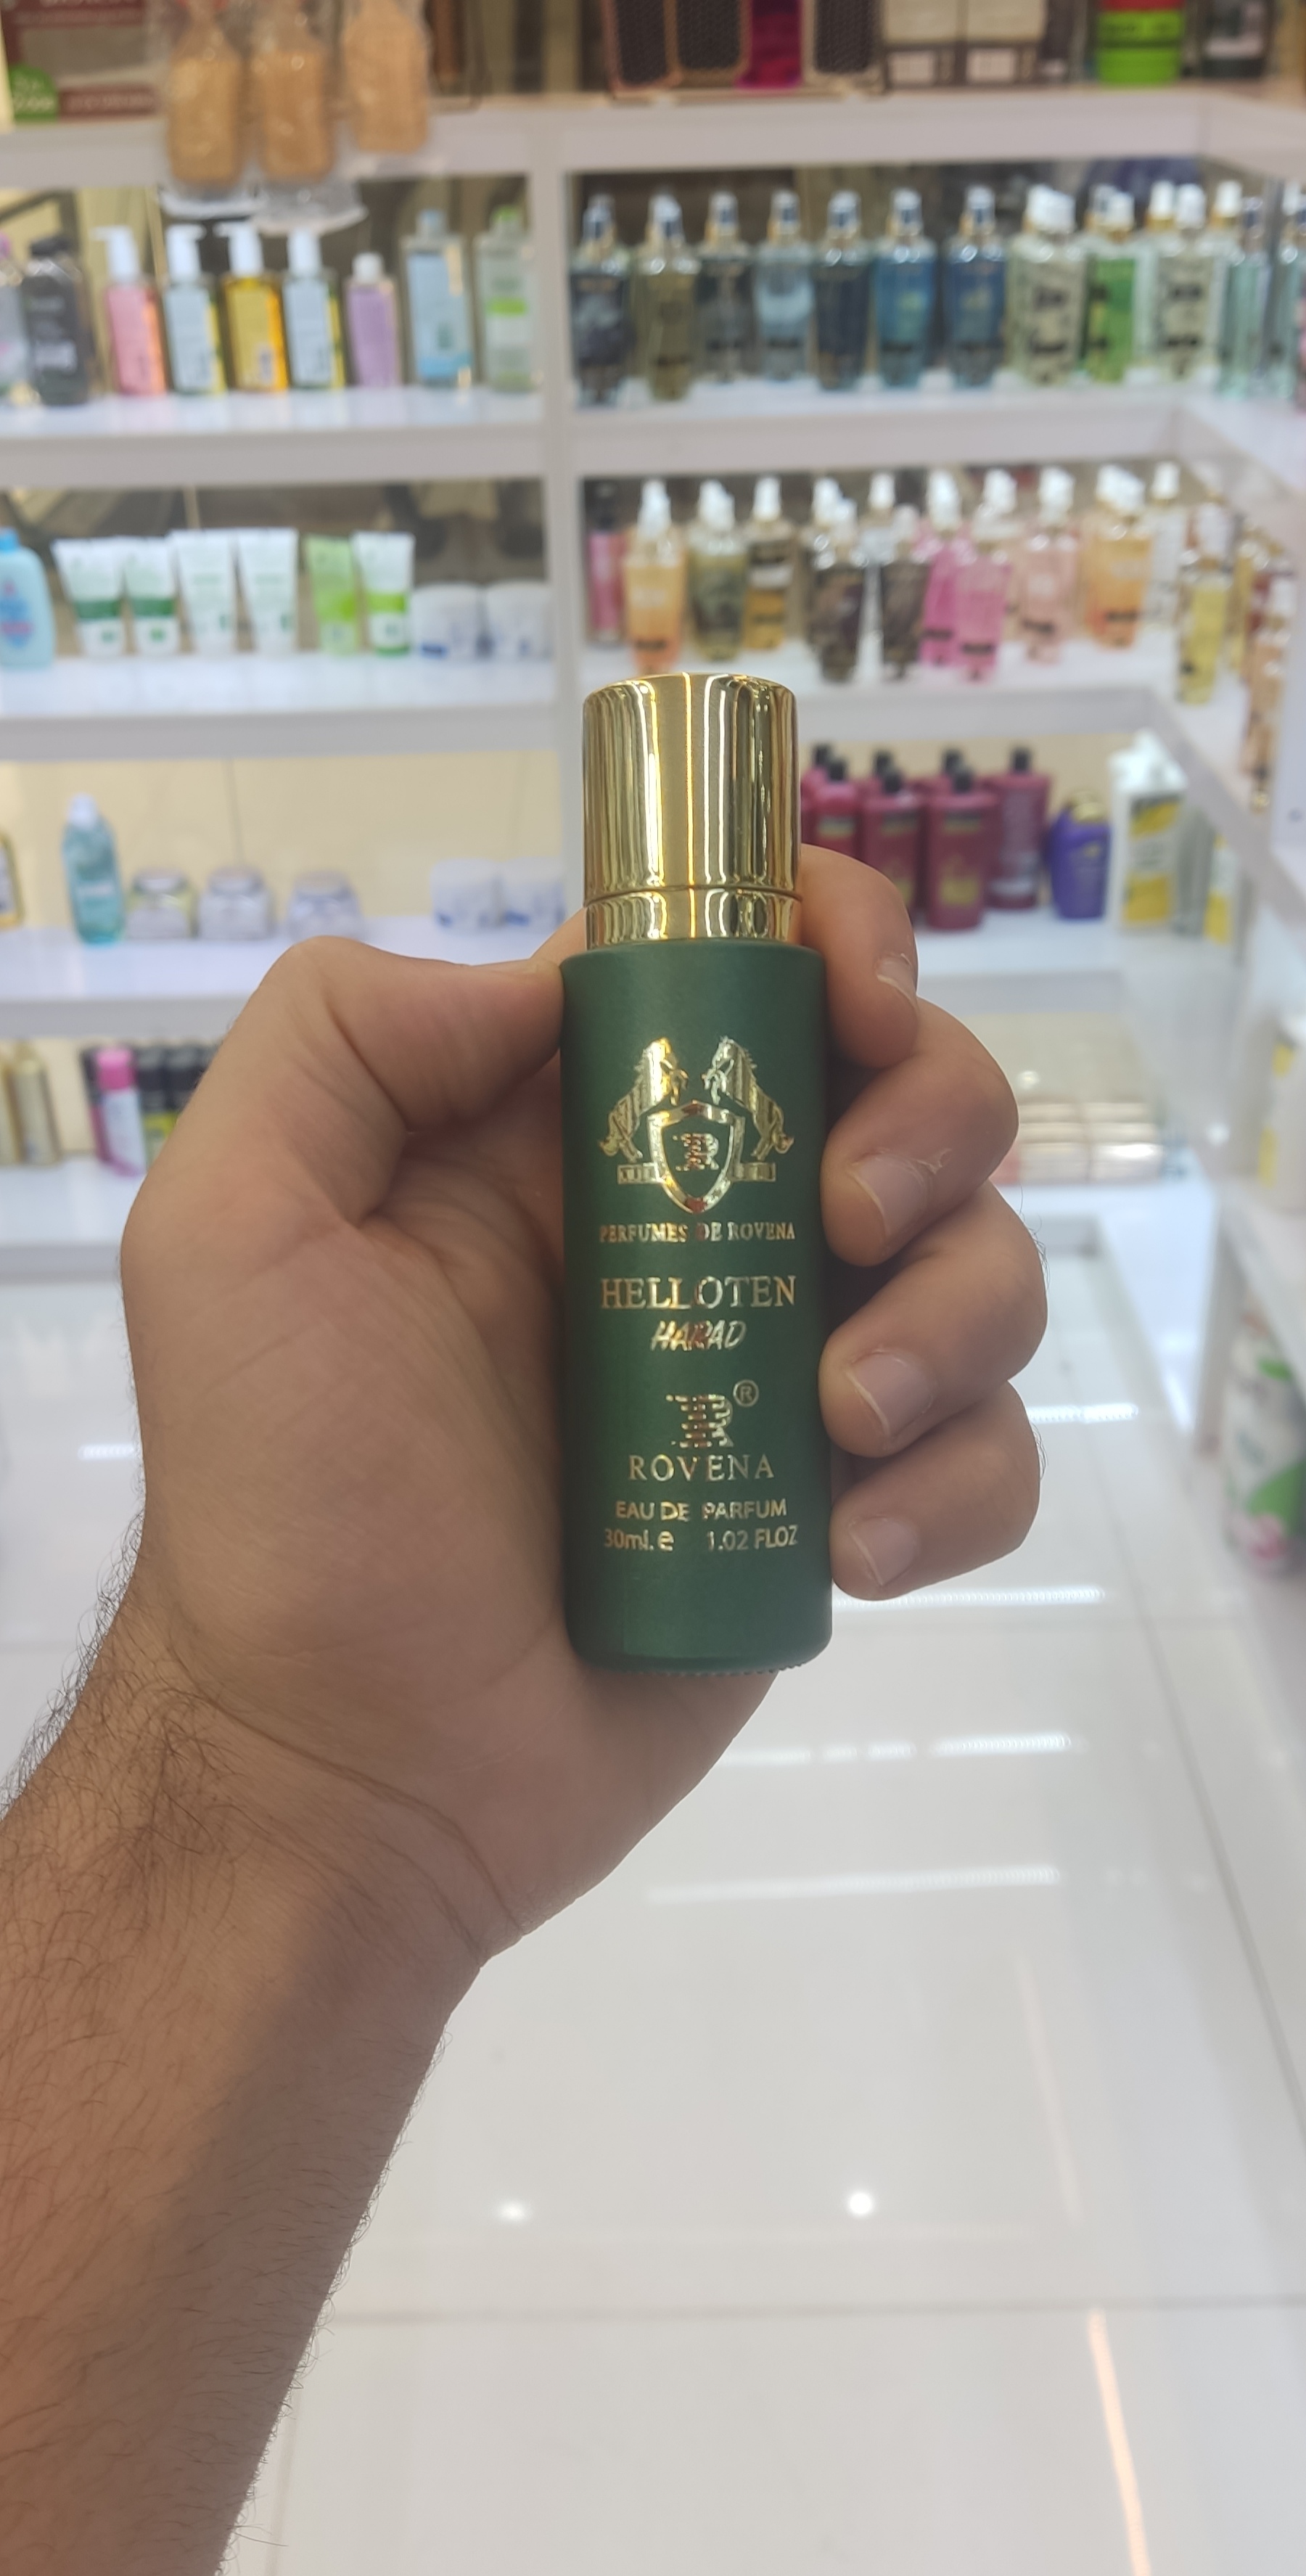 R
PERFUMES DE ROVENA
HELLOTEN
HARAD
R®
ROVENA
EAU DE PARFUM
30ml.e 1.02 FLOZ